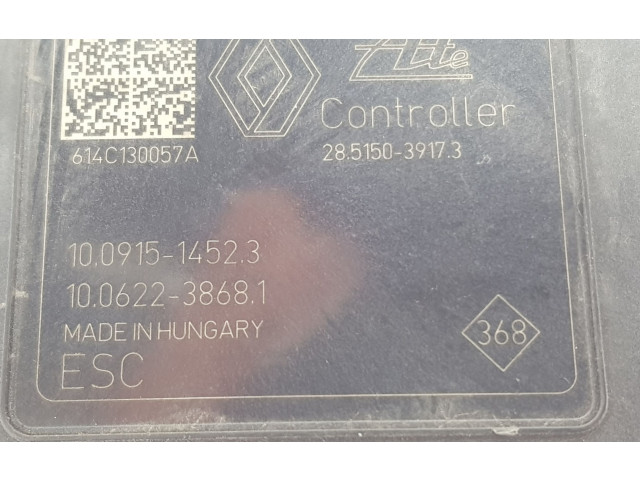 Ate
Controller
614C130057A
28.5150-3917.3
10.0915-1452.3
10.0622-3868.1
MADE IN HUNGARY
368
ESC